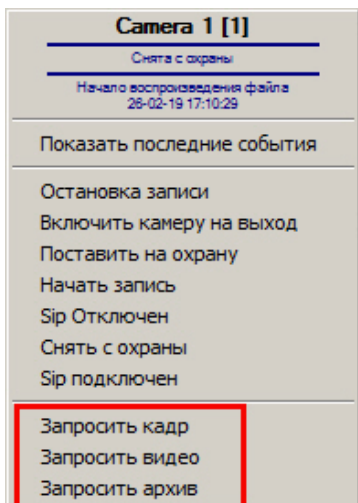 Camera 1 [1]
Снята с охраны
Начало воспроизведения файла
26-02-19 17:10:29
Показать последние события
Остановка записи
Включить камеру на выход
Поставить на охрану
Начать запись
Sip Отключен
Снять с охраны
Sip подключен
Запросить кадр
Запросить видео
Запросить архив